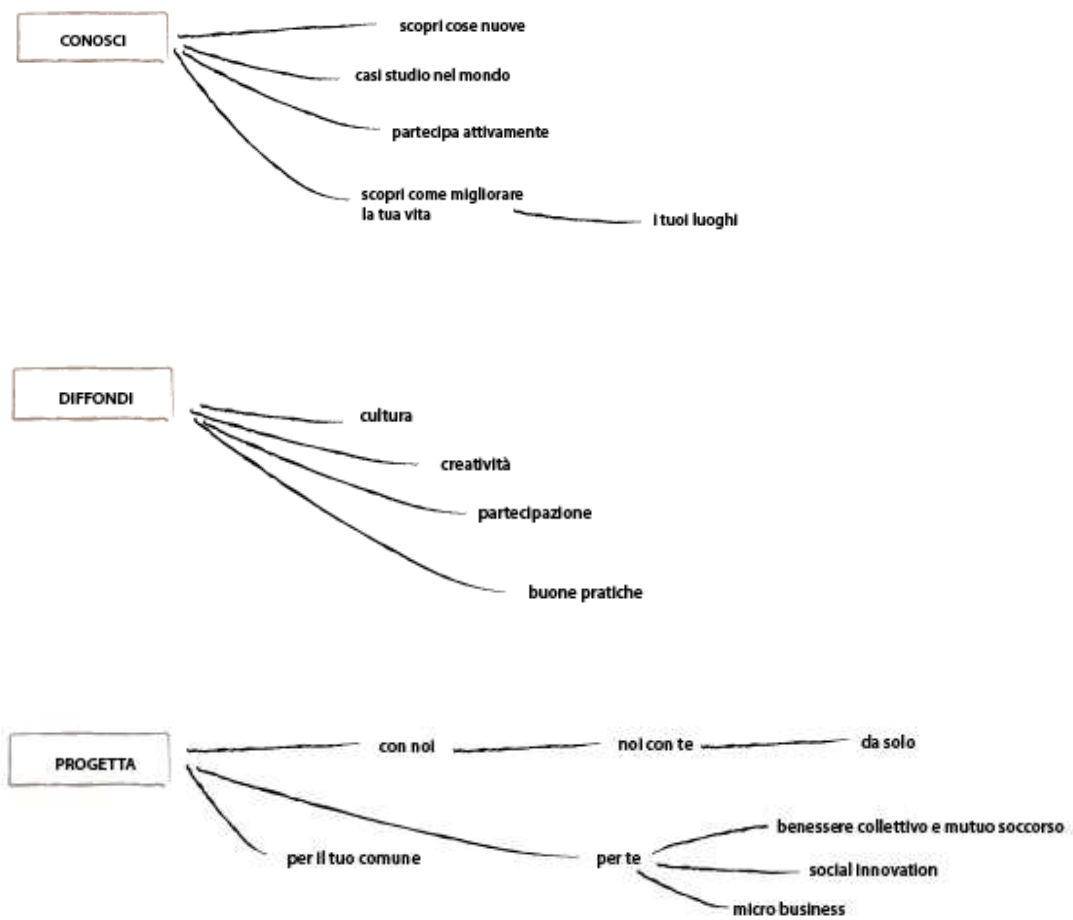 CONOSCI
scopri cose nuove
casi studio nel mondo
partecipa attivamente
scopri come migliorare
la tua vita
i tuoi luoghi
DIFFONDI
cultura
creatività
partecipazione
buone pratiche
PROGETTA
con noi
noi con te
da solo
per il tuo comune
per te
benessere collettivo e mutuo soccorso
social innovation
micro business